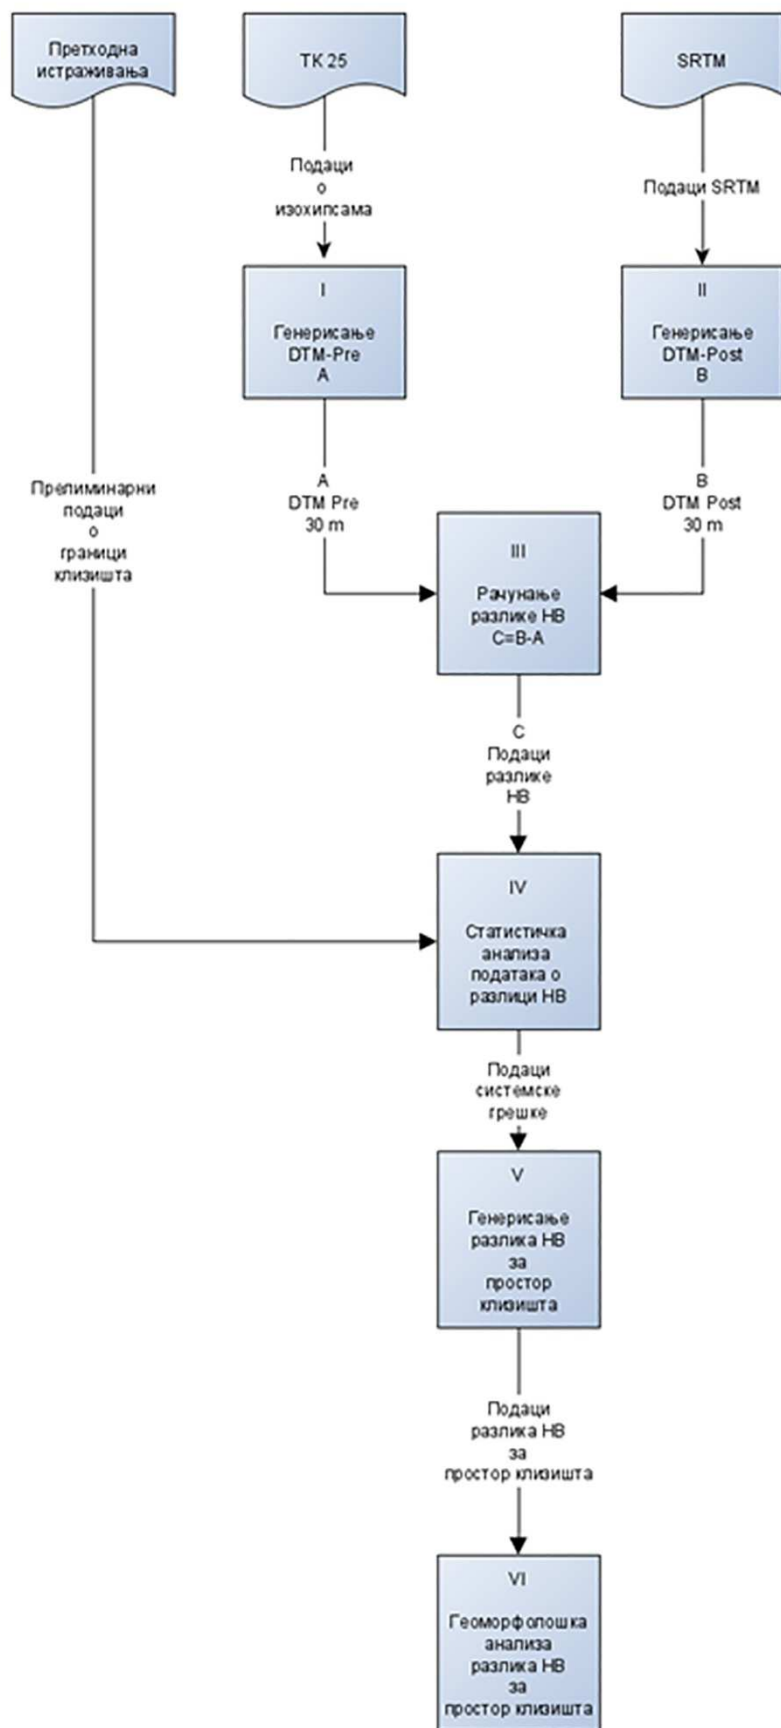 Претходна
истраживања
ТК 25
SRTM
Подаци
о
изохипсама
Подаци SRTM
I
Генерисање
DTM-Pre
A
II
Генерисање
DTM-Post
B
Прелиминарни
подаци
о
граници
клизишта
A
DTM Pre
30 m
B
DTM Post
30 m
III
Рачунање
разлике НВ
C=B-A
C
Подаци
разлике
НВ
IV
Статистичка
анализа
података о
разлици НВ
Подаци
системске
грешке
V
Генерисање
разлика НВ
за
простор
клизишта
Подаци
разлика НВ
за
простор клизишта
VI
Геоморфолошка
анализа
разлика НВ
за
простор клизишта